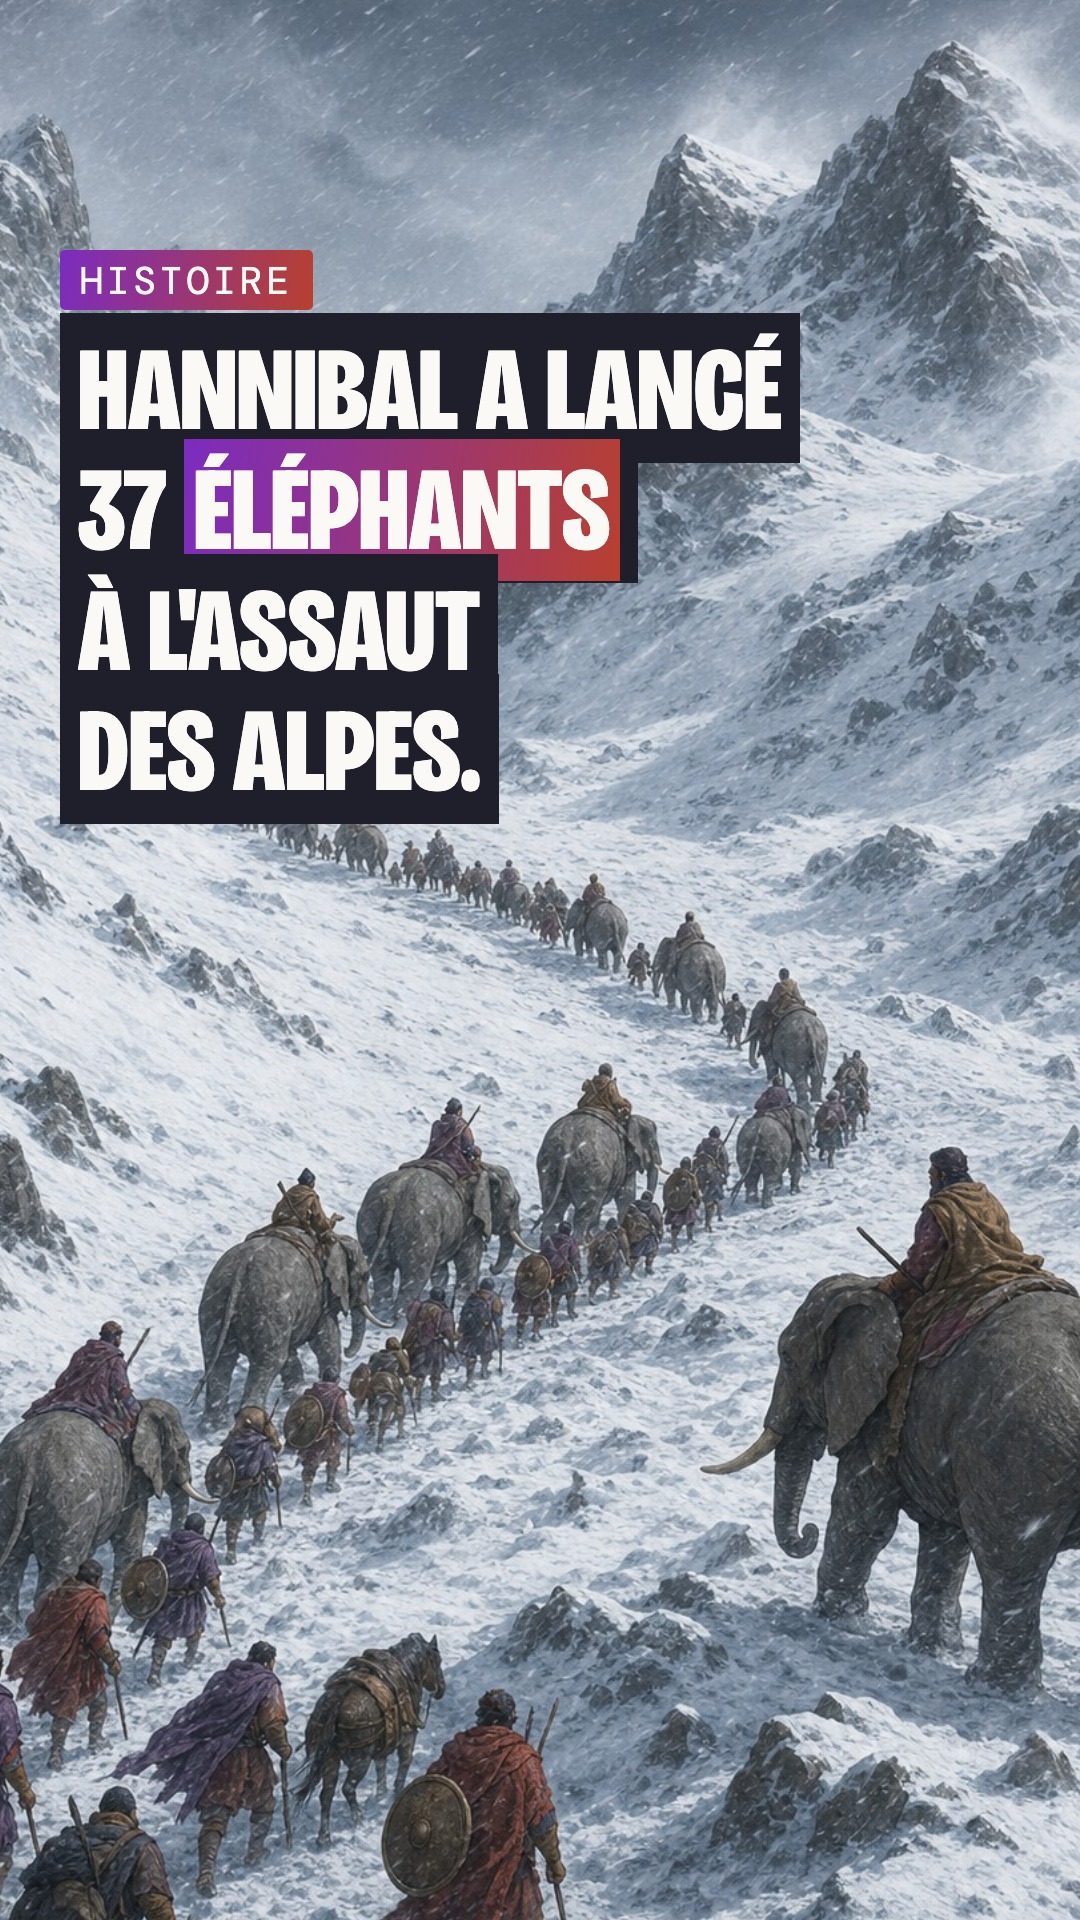 HISTOIRE
HANNIBAL A LANCÉ
37 ÉLÉPHANTS
À L'ASSAUT
DES ALPES.